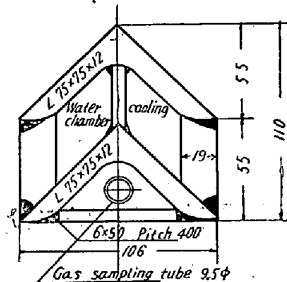 L 75×75×12
Water cooling
chamber
L 75×75×12
55
110
55
19
6×50 Pitch 400
106
Gas sampling tube 9.5φ